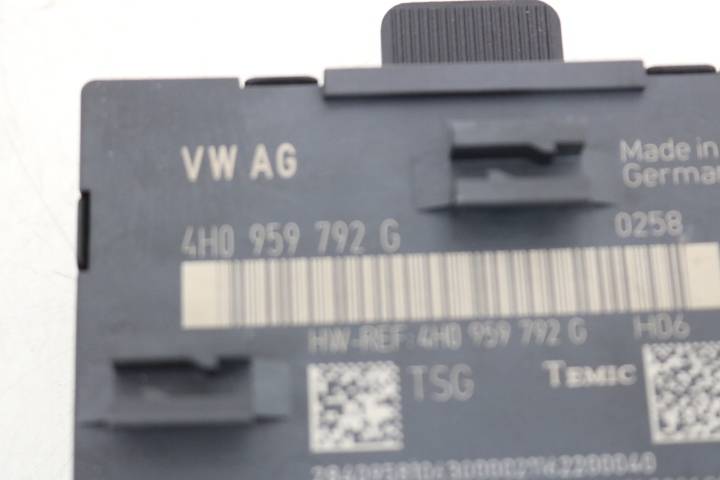 VW AG
Made in
4H0 959 792 G
0258
HW-REF:4H0 959 792 G H06
TSG
TEMIC